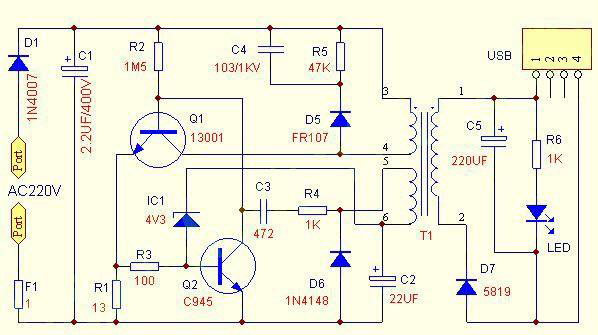 D1
1N4007
C1
2.2UF/400V
R2
1M5
C4
103/1KV
R5
47K
USB
1
2
3
4
Q1
13001
D5
FR107
3
4
5
6
1
2
T1
C5
220UF
R6
1K
LED
Port
AC220V
Port
IC1
4V3
C3
472
R4
1K
R3
100
Q2
C945
D6
1N4148
C2
22UF
D7
5819
F1
1
R1
13